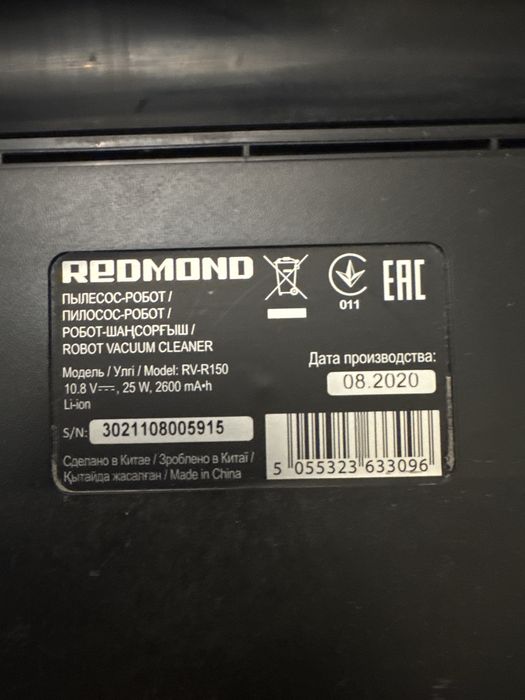 REDMOND
ПЫЛЕСОС-РОБОТ /
ПИЛОСОС-РОБОТ /
РОБОТ-ШАҢСОРҒЫШ /
ROBOT VACUUM CLEANER
Модель / Улгі / Model: RV-R150
10.8 V⎓, 25 W, 2600 mA•h
Li-ion
S/N: 3021108005915
Сделано в Китае / Зроблено в Китаї /
Қытайда жасалған / Made in China
011
EAC
Дата производства:
08.2020
5 055323 633096